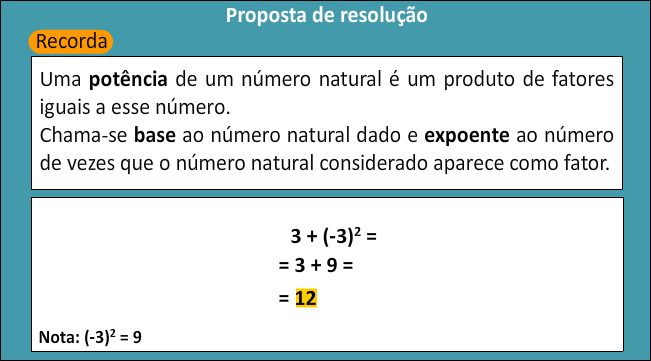 Proposta de resolução
Recorda
Uma potência de um número natural é um produto de fatores
iguais a esse número.
Chama-se base ao número natural dado e expoente ao número
de vezes que o número natural considerado aparece como fator.
3 + (-3)² =
= 3 + 9 =
= 12
Nota: (-3)² = 9